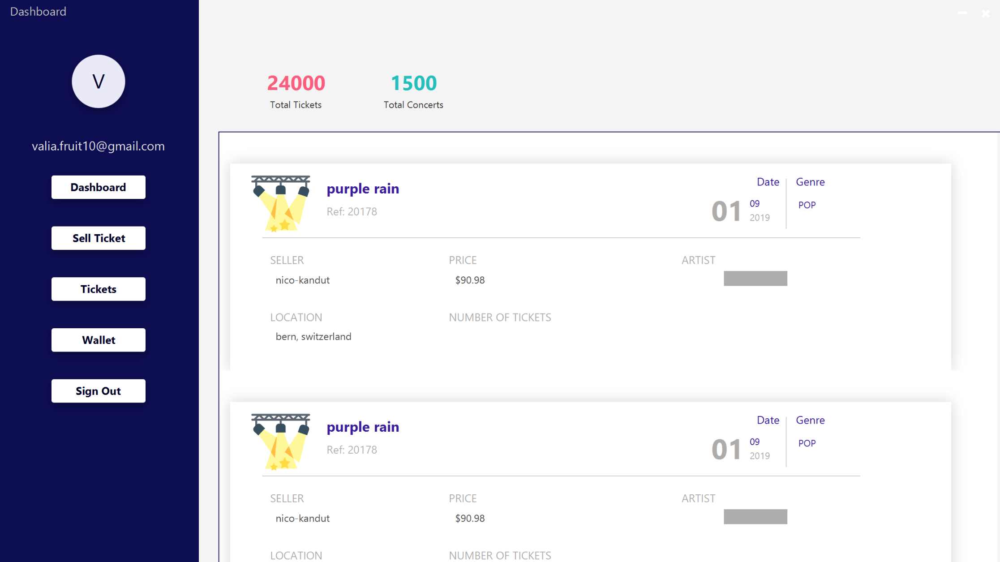 Dashboard
V
valia.fruit10@gmail.com
Dashboard
Sell Ticket
Tickets
Wallet
Sign Out
24000
1500
Total Tickets
Total Concerts
purple rain
Ref: 20178
Date
Genre
01
09
2019
POP
SELLER
PRICE
ARTIST
nico-kandut
$90.98
LOCATION
NUMBER OF TICKETS
bern, switzerland
purple rain
Ref: 20178
Date
Genre
01
09
2019
POP
SELLER
PRICE
ARTIST
nico-kandut
$90.98
LOCATION
NUMBER OF TICKETS